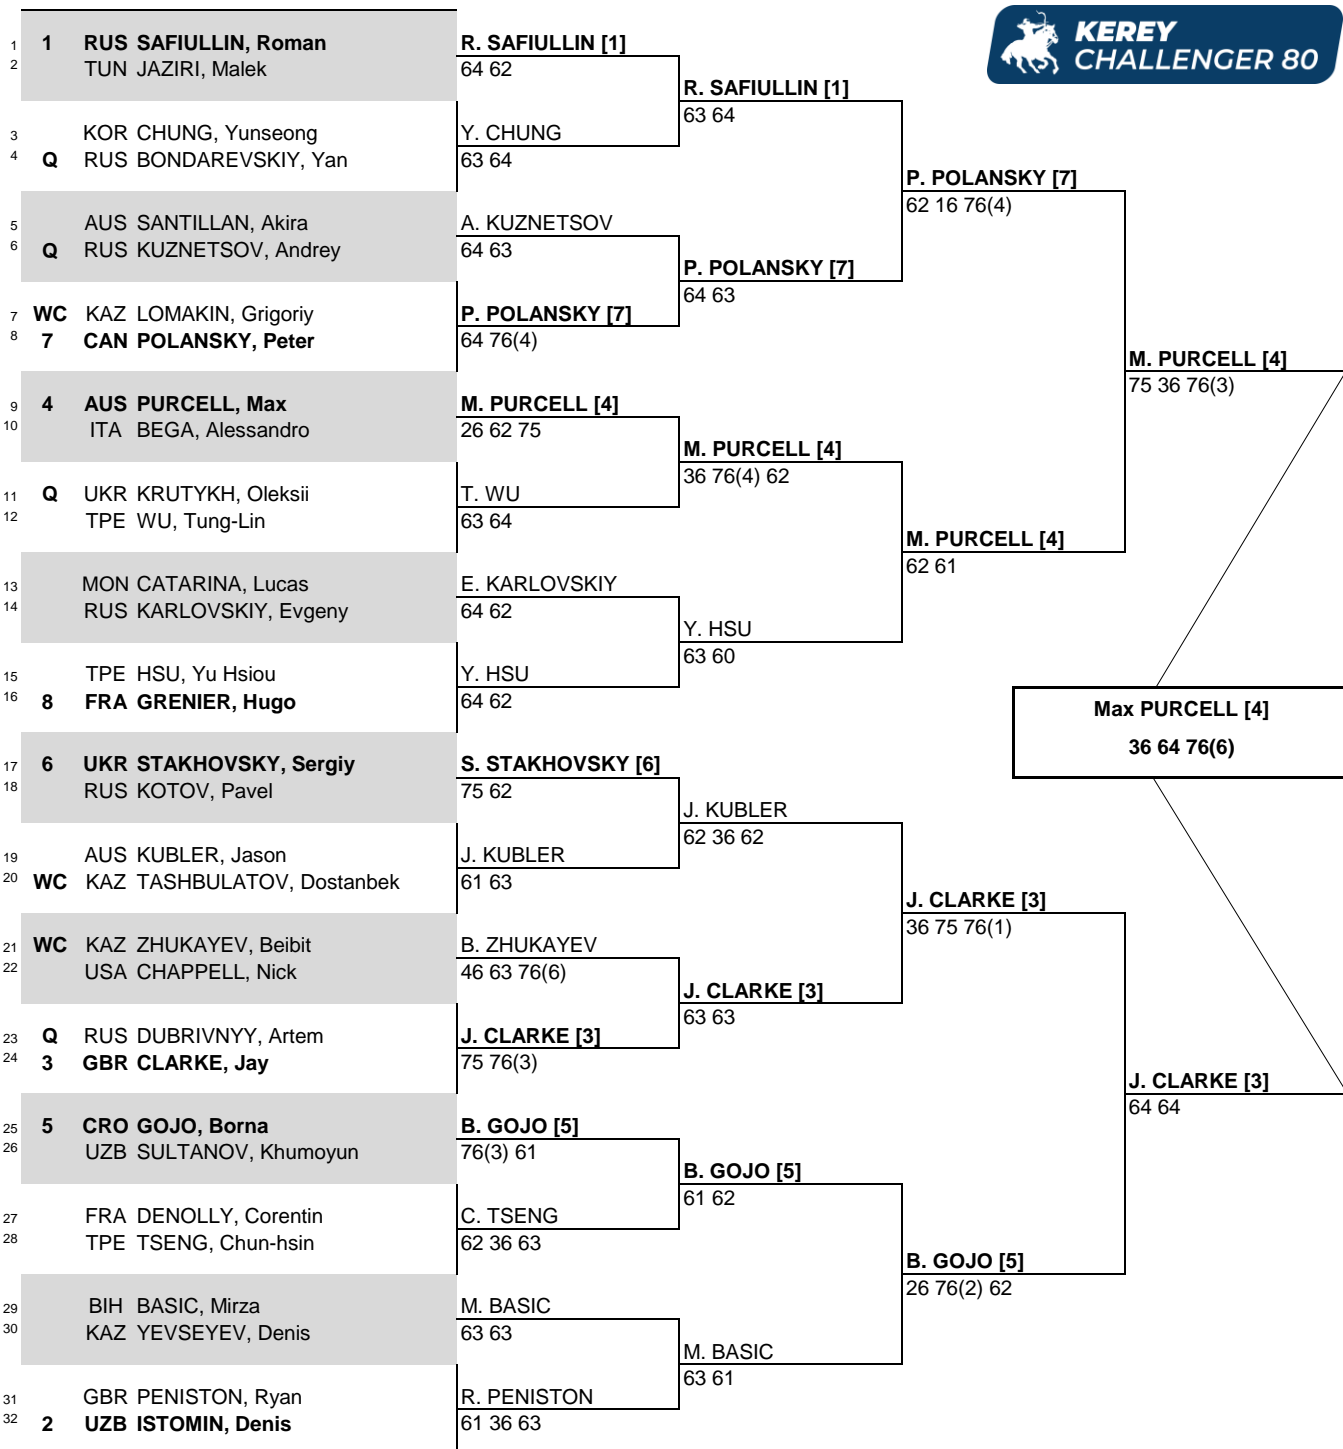 KEREY
CHALLENGER 80
1 1 RUS SAFIULLIN, Roman
2 TUN JAZIRI, Malek
3 KOR CHUNG, Yunseong
4 Q RUS BONDAREVSKIY, Yan
5 AUS SANTILLAN, Akira
6 Q RUS KUZNETSOV, Andrey
7 WC KAZ LOMAKIN, Grigoriy
8 7 CAN POLANSKY, Peter
9 4 AUS PURCELL, Max
10 ITA BEGA, Alessandro
11 Q UKR KRUTYKH, Oleksii
12 TPE WU, Tung-Lin
13 MON CATARINA, Lucas
14 RUS KARLOVSKIY, Evgeny
15 TPE HSU, Yu Hsiou
16 8 FRA GRENIER, Hugo
17 6 UKR STAKHOVSKY, Sergiy
18 RUS KOTOV, Pavel
19 AUS KUBLER, Jason
20 WC KAZ TASHBULATOV, Dostanbek
21 WC KAZ ZHUKAYEV, Beibit
22 USA CHAPPELL, Nick
23 Q RUS DUBRIVNYY, Artem
24 3 GBR CLARKE, Jay
25 5 CRO GOJO, Borna
26 UZB SULTANOV, Khumoyun
27 FRA DENOLLY, Corentin
28 TPE TSENG, Chun-hsin
29 BIH BASIC, Mirza
30 KAZ YEVSEYEV, Denis
31 GBR PENISTON, Ryan
32 2 UZB ISTOMIN, Denis
R. SAFIULLIN [1]
64 62
Y. CHUNG
63 64
A. KUZNETSOV
64 63
P. POLANSKY [7]
64 76(4)
M. PURCELL [4]
26 62 75
T. WU
63 64
E. KARLOVSKIY
64 62
Y. HSU
64 62
S. STAKHOVSKY [6]
75 62
J. KUBLER
61 63
B. ZHUKAYEV
46 63 76(6)
J. CLARKE [3]
75 76(3)
B. GOJO [5]
76(3) 61
C. TSENG
62 36 63
M. BASIC
63 63
R. PENISTON
61 36 63
R. SAFIULLIN [1]
63 64
P. POLANSKY [7]
64 63
M. PURCELL [4]
36 76(4) 62
Y. HSU
63 60
J. KUBLER
62 36 62
J. CLARKE [3]
63 63
B. GOJO [5]
61 62
M. BASIC
63 61
P. POLANSKY [7]
62 16 76(4)
M. PURCELL [4]
62 61
J. CLARKE [3]
36 75 76(1)
B. GOJO [5]
26 76(2) 62
M. PURCELL [4]
75 36 76(3)
J. CLARKE [3]
64 64
Max PURCELL [4]
36 64 76(6)